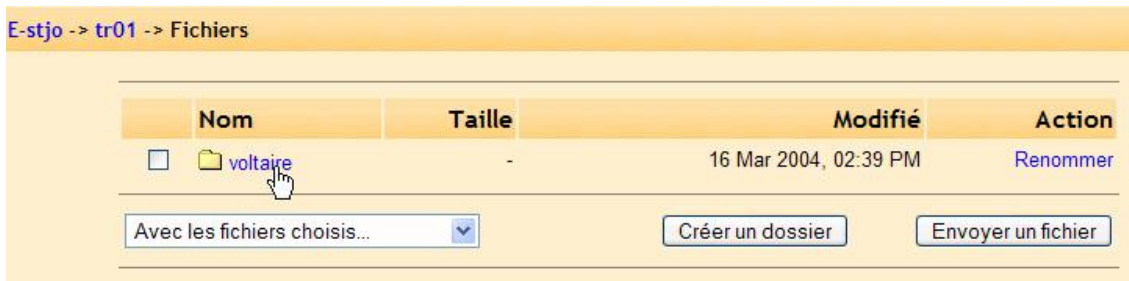 E-stjo -> tr01 -> Fichiers
Nom Taille Modifié Action
voltaire - 16 Mar 2004, 02:39 PM Renommer
Avec les fichiers choisis... Créer un dossier Envoyer un fichier